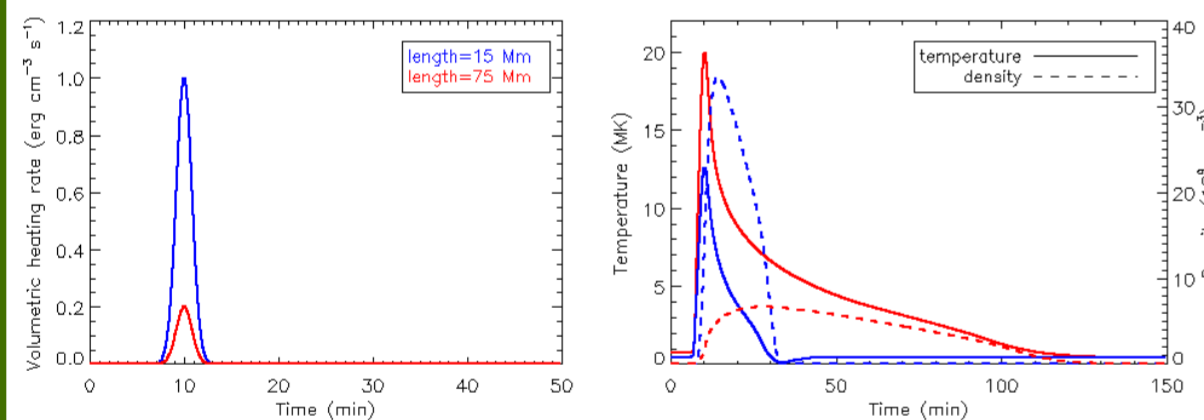 1.2
1.0
0.8
0.6
0.4
0.2
0.0
Volumetric heating rate (erg cm⁻³ s⁻¹)
length=15 Mm
length=75 Mm
0 10 20 30 40 50
Time (min)
20
15
10
5
0
Temperature (MK)
temperature
density
40
30
20
10
0
0 50 100 150
Time (min)